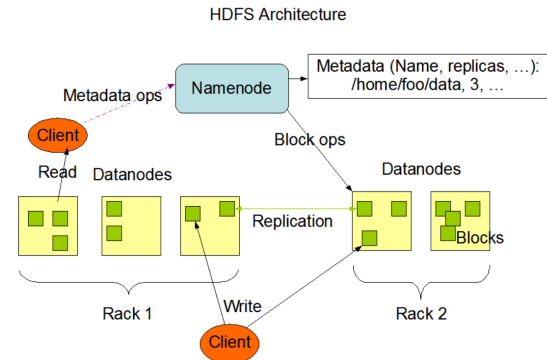 HDFS Architecture
Metadata (Name, replicas, ...):
/home/foo/data, 3, ...
Namenode
Metadata ops
Client
Block ops
Read
Datanodes
Datanodes
Replication
Blocks
Write
Rack 1
Rack 2
Client